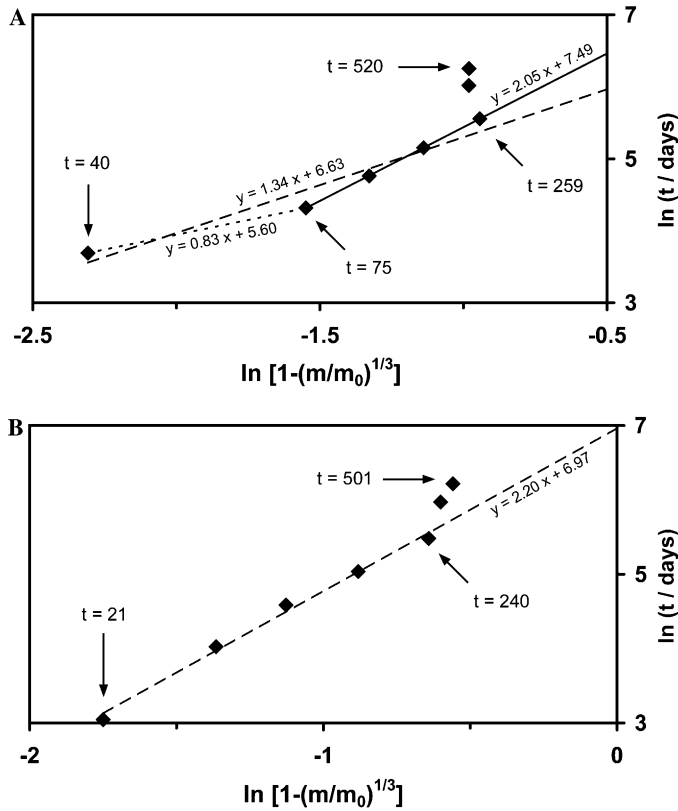 A
7
t = 520
y = 2.05 x + 7.49
t = 40
y = 1.34 x + 6.63
5
ln (t / days)
t = 259
y = 0.83 x + 5.60
t = 75
3
-2.5
-1.5
-0.5
ln [1-(m/m₀)^1/3]
B
7
t = 501
y = 2.20 x + 6.97
5
ln (t / days)
t = 21
t = 240
3
-2
-1
0
ln [1-(m/m₀)^1/3]